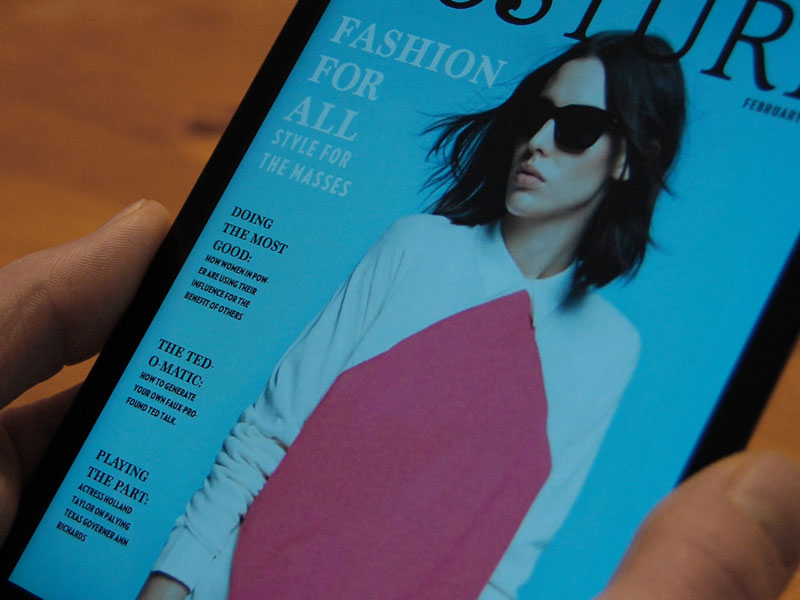 OSTUR
FEBRUARY
FASHION
FOR
ALL
STYLE FOR
THE MASSES
DOING
THE MOST
GOOD:
HOW WOMEN IN POW-
ER ARE USING THEIR
INFLUENCE FOR THE
BENEFIT OF OTHERS
THE TED-
O-MATIC:
HOW TO GENERATE
YOUR OWN FAUX-PRO-
FOUND TED TALK.
PLAYING
THE PART:
ACTRESS HOLLAND
TAYLOR ON PALYING
TEXAS GOVERNER ANN
RICHARDS